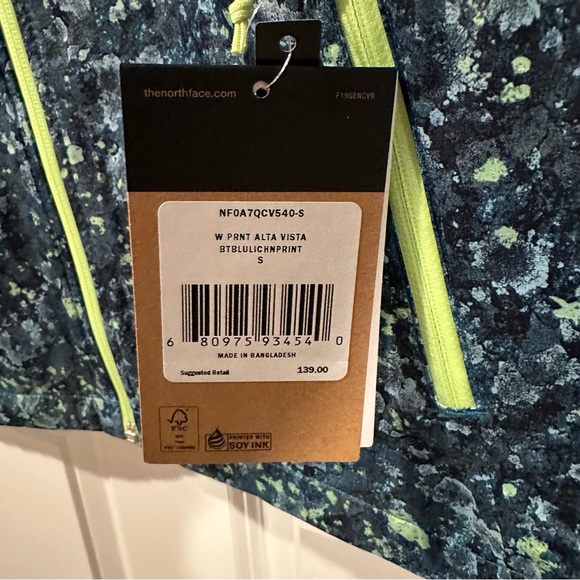 thenorthface.com
F19GENCVR
NF0A7QCV540-S
W PRNT ALTA VISTA
BTBLULICHNPRINT
S
6 80975 93454 0
MADE IN BANGLADESH
Suggested Retail 139.00
FSC
PRINTED WITH
SOY INK